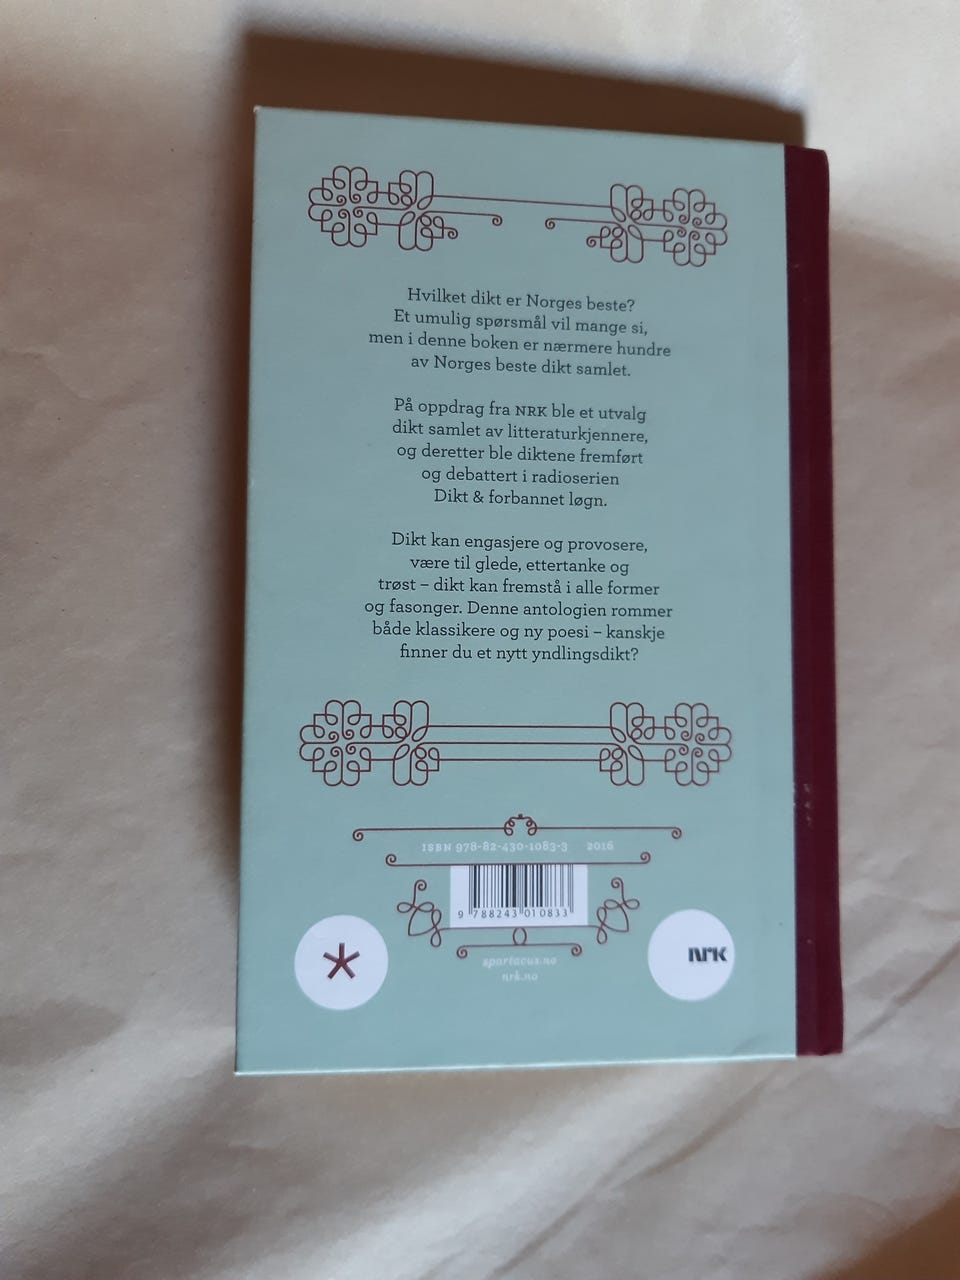 Hvilket dikt er Norges beste?
Et umulig spørsmål vil mange si,
men i denne boken er nærmere hundre
av Norges beste dikt samlet.
På oppdrag fra NRK ble et utvalg
dikt samlet av litteraturkjennere,
og deretter ble diktene fremført
og debattert i radioserien
Dikt & forbannet løgn.
Dikt kan engasjere og provosere,
være til glede, ettertanke og
trøst – dikt kan fremstå i alle former
og fasonger. Denne antologien rommer
både klassikere og ny poesi – kanskje
finner du et nytt yndlingsdikt?
ISBN 978-82-430-1083-3 2016
9 788243 010833
spartacus.no
nrk.no
NRK